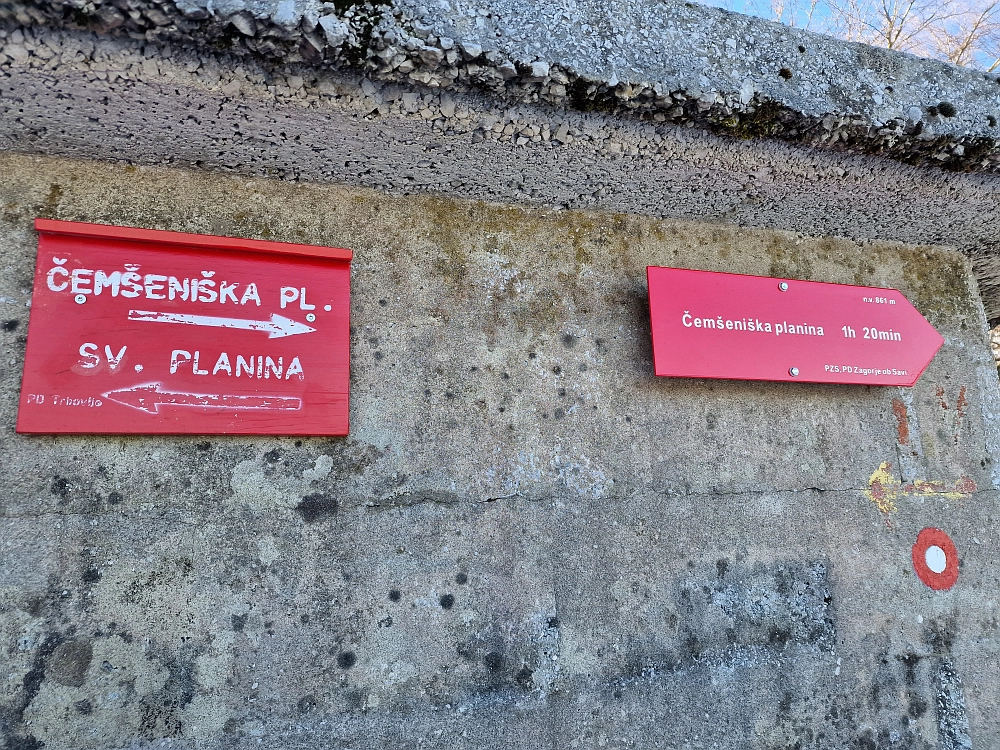 ČEMŠENIŠKA PL.
SV. PLANINA
PD Trbovlje
n.v. 861 m
Čemšeniška planina 1h 20min
PZS, PD Zagorje ob Savi